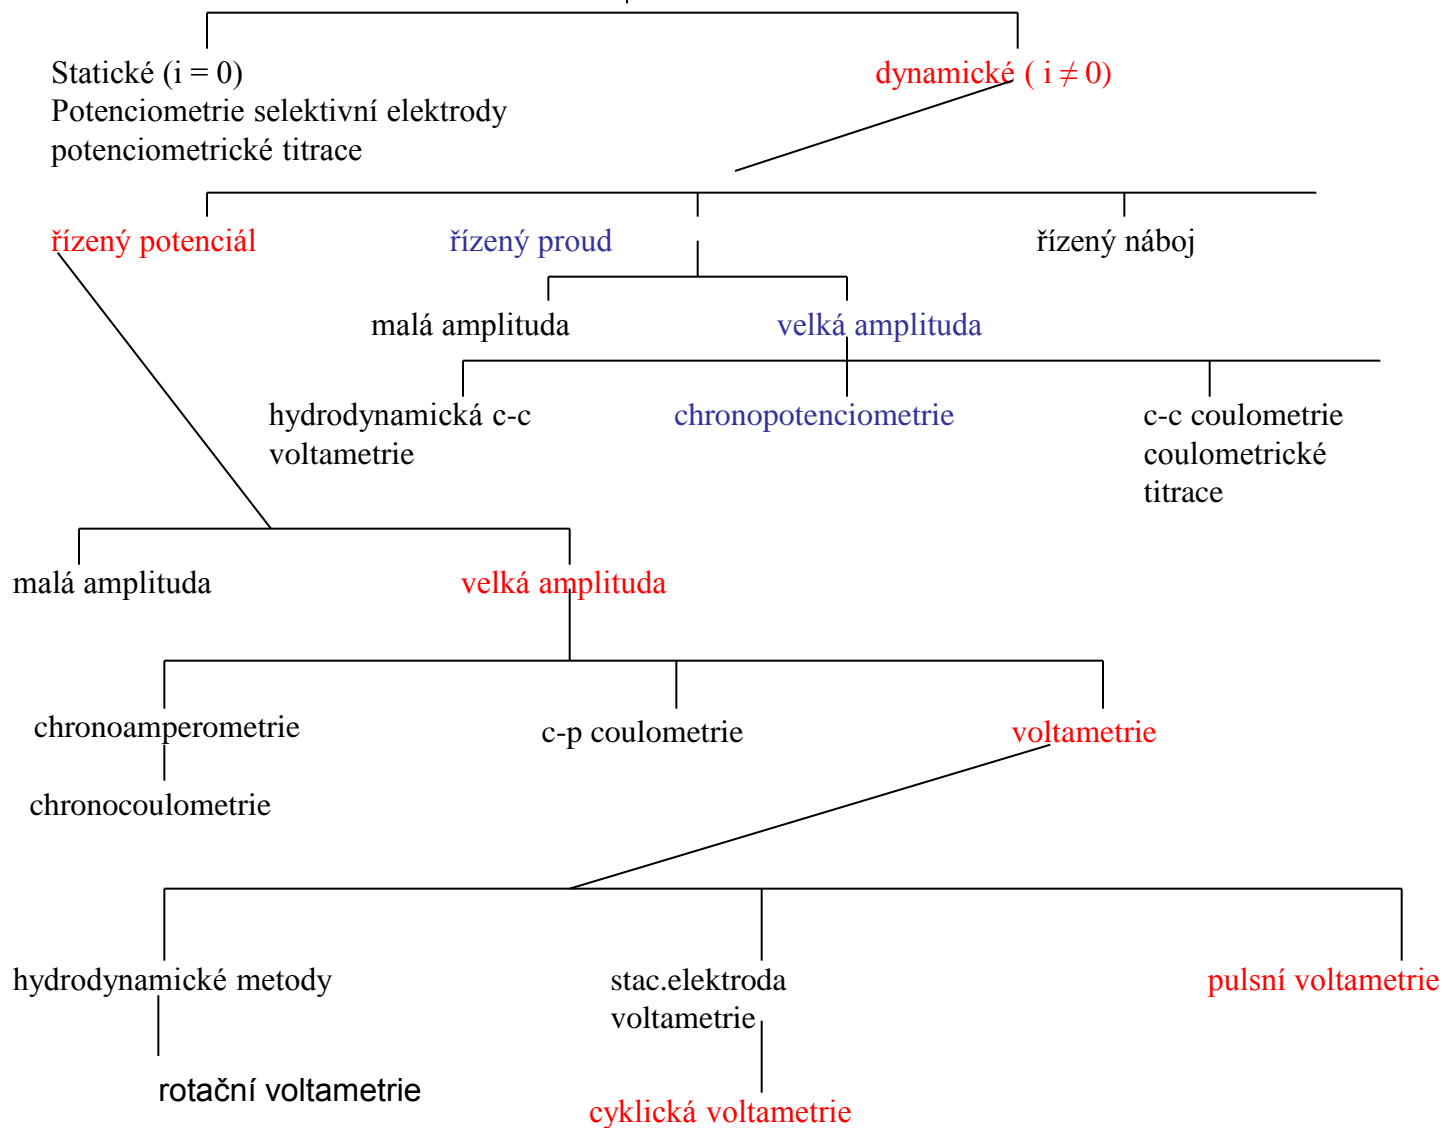 Statické (i = 0)
Potenciometrie selektivní elektrody
potenciometrické titrace
dynamické ( i ≠ 0)
řízený potenciál
řízený proud
řízený náboj
malá amplituda
velká amplituda
hydrodynamická c-c
voltametrie
chronopotenciometrie
c-c coulometrie
coulometrické
titrace
malá amplituda
velká amplituda
chronoamperometrie
c-p coulometrie
voltametrie
chronocoulometrie
hydrodynamické metody
stac.elektroda
voltametrie
pulsní voltametrie
rotační voltametrie
cyklická voltametrie